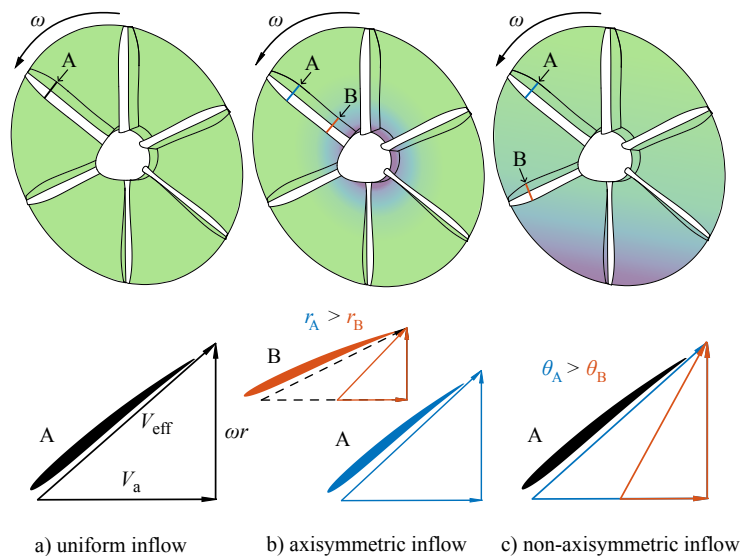 ω
A
ω
A
B
ω
A
B
A
V_eff
V_a
ωr
r_A > r_B
B
A
θ_A > θ_B
A
a) uniform inflow
b) axisymmetric inflow
c) non-axisymmetric inflow